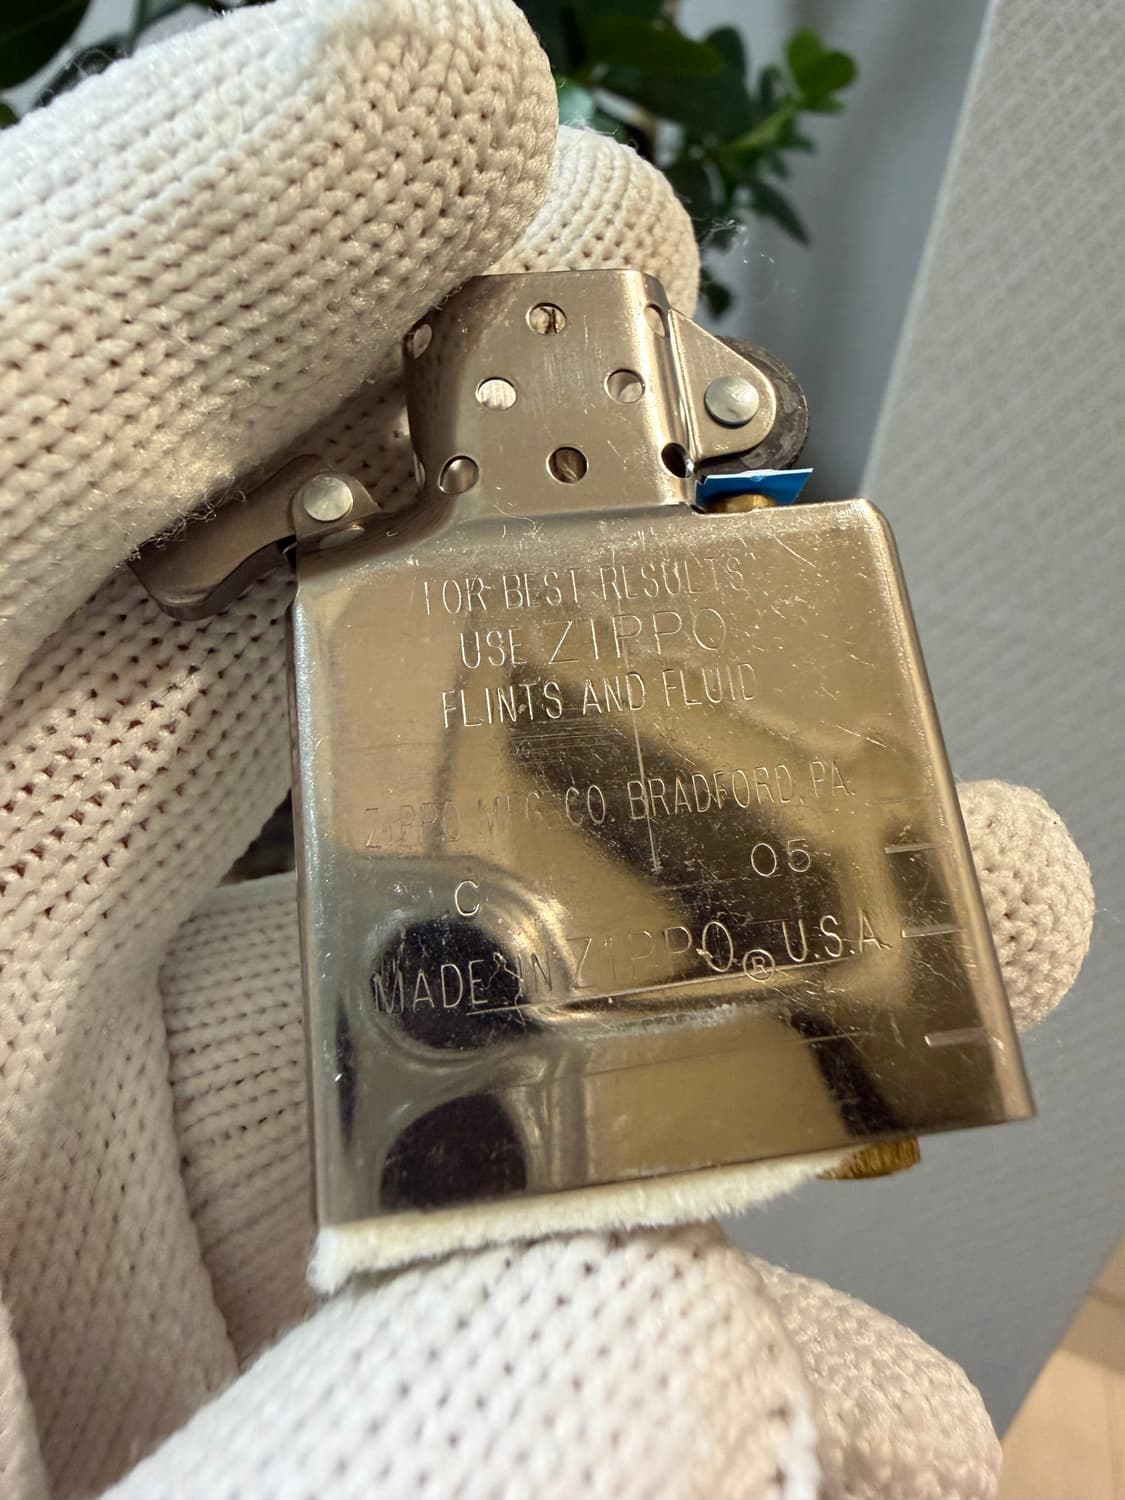 FOR BEST RESULTS
USE ZIPPO
FLINTS AND FLUID
ZIPPO MFG. CO. BRADFORD, PA.
C 05
MADE IN ZIPPO® U.S.A